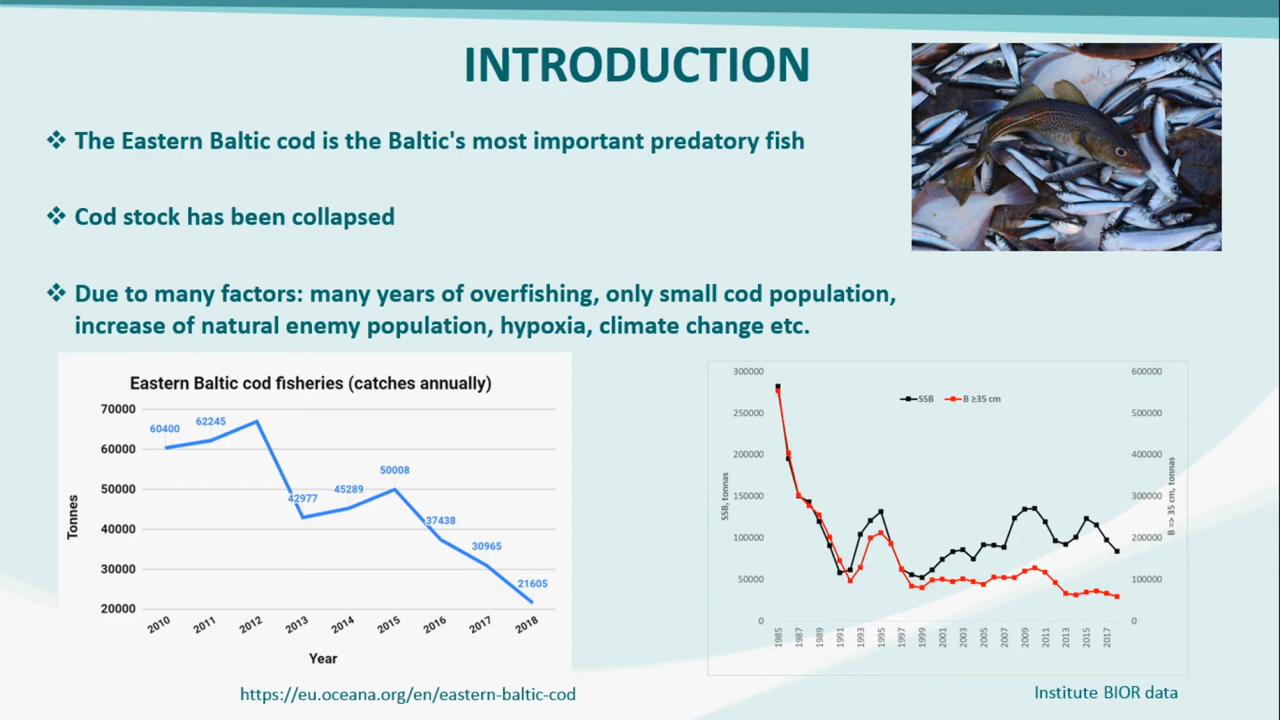 INTRODUCTION
❖ The Eastern Baltic cod is the Baltic's most important predatory fish
❖ Cod stock has been collapsed
❖ Due to many factors: many years of overfishing, only small cod population,
increase of natural enemy population, hypoxia, climate change etc.
Eastern Baltic cod fisheries (catches annually)
70000
60000
50000
40000
30000
20000
Tonnes
60400
62245
42977
45289
50008
37438
30965
21605
2010 2011 2012 2013 2014 2015 2016 2017 2018
Year
https://eu.oceana.org/en/eastern-baltic-cod
SSB B ≥35 cm
300000
250000
200000
150000
100000
50000
0
SSB, tonnas
600000
500000
400000
300000
200000
100000
0
B => 35 cm, tonnas
1985 1987 1989 1991 1993 1995 1997 1999 2001 2003 2005 2007 2009 2011 2013 2015 2017
Institute BIOR data